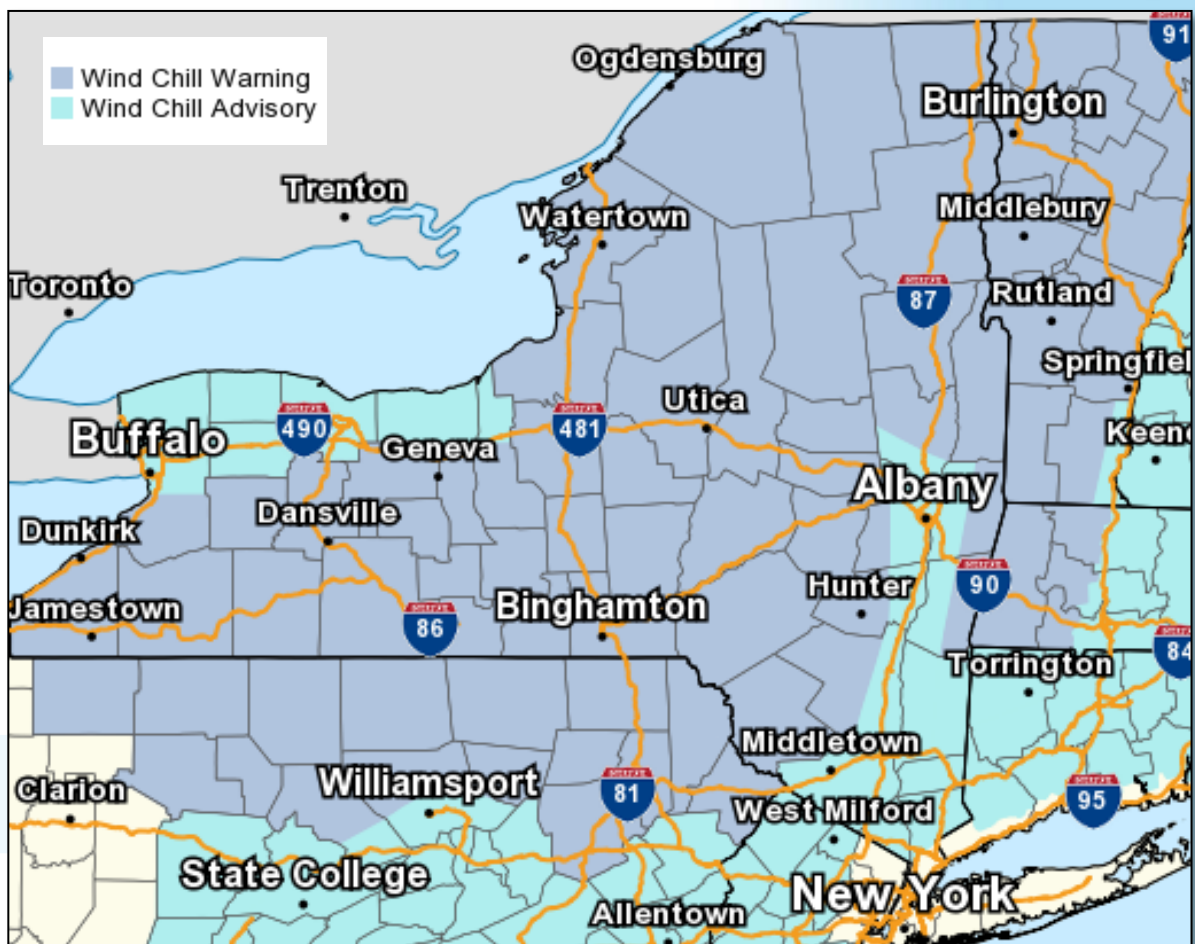 Wind Chill Warning
Wind Chill Advisory
Ogdensburg
91
Burlington
Trenton
Watertown
Middlebury
Toronto
87
Rutland
Springfiel
Utica
490
481
Buffalo
Geneva
Keene
Albany
Dansville
Dunkirk
Hunter
90
Jamestown
Binghamton
86
84
Torrington
Middletown
Clarion
Williamsport
81
95
West Milford
State College
New York
Allentown